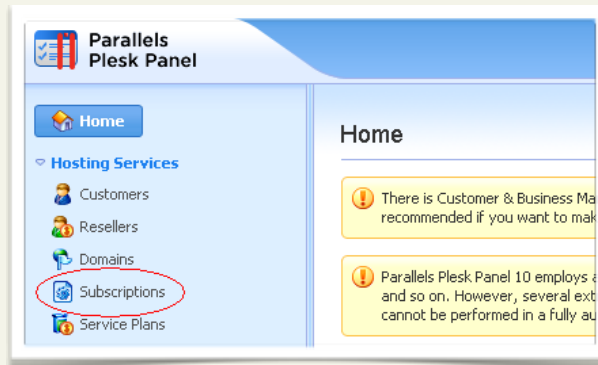 Parallels
Plesk Panel
Home
Hosting Services
Customers
Resellers
Domains
Subscriptions
Service Plans
Home
There is Customer & Business Ma
recommended if you want to mak
Parallels Plesk Panel 10 employs a
and so on. However, several ext
cannot be performed in a fully au